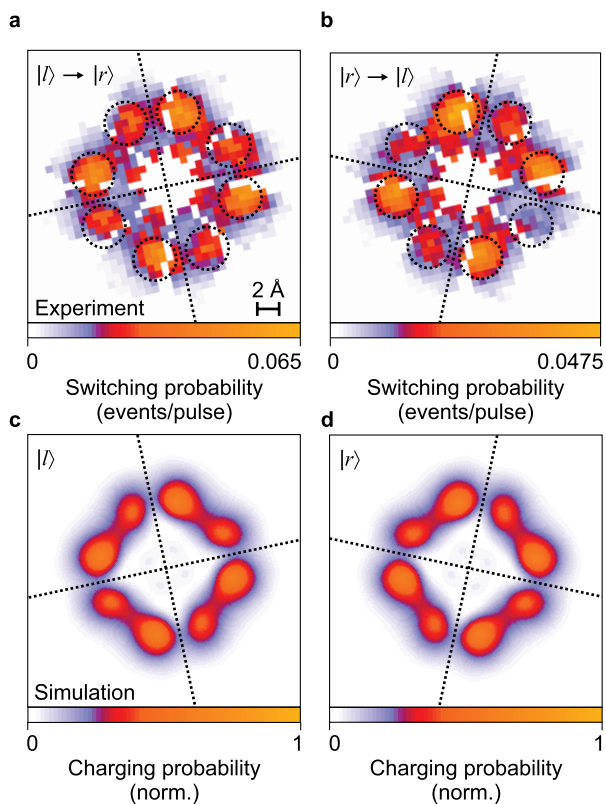 a
b
|l⟩ → |r⟩
|r⟩ → |l⟩
Experiment
2 Å
0
0.065
0
0.0475
Switching probability
(events/pulse)
Switching probability
(events/pulse)
c
d
|l⟩
|r⟩
Simulation
0
1
0
1
Charging probability
(norm.)
Charging probability
(norm.)